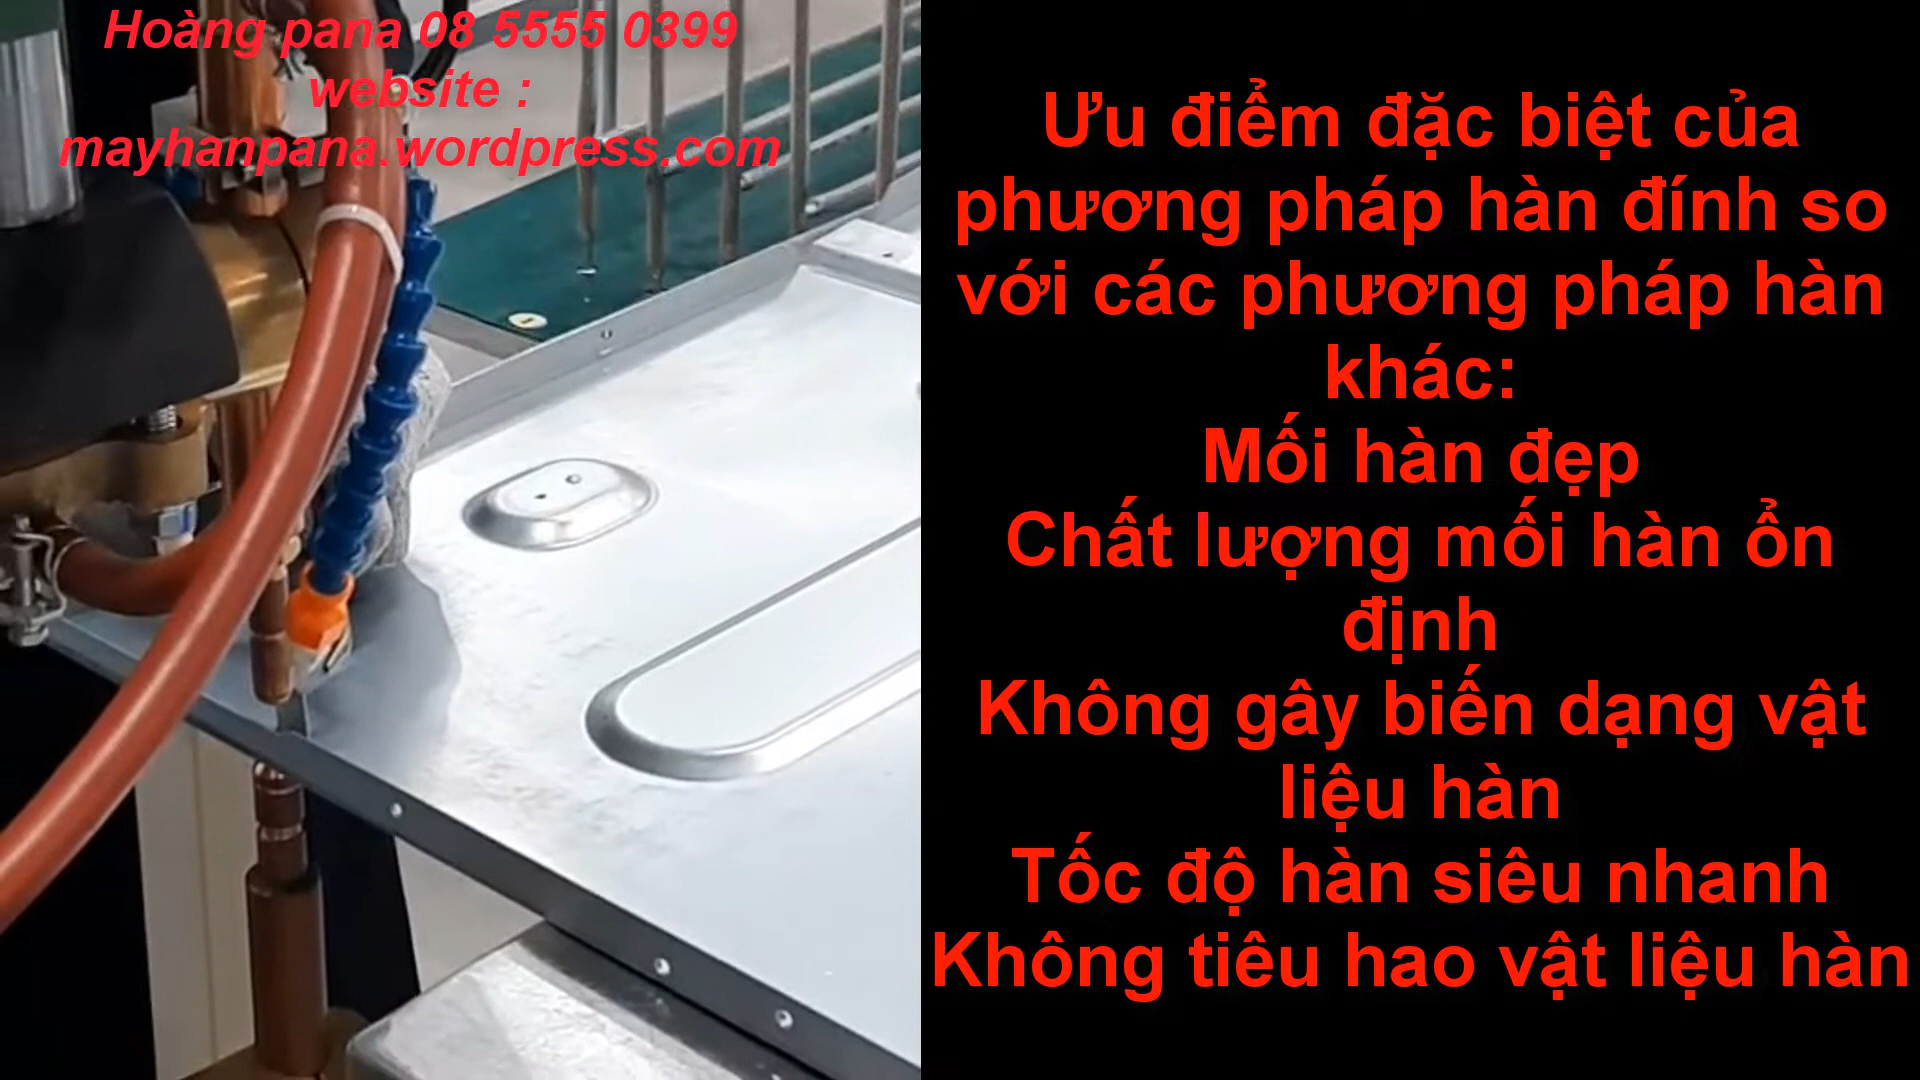 Hoàng pana 08 5555 0399
website :
mayhanpana.wordpress.com
Ưu điểm đặc biệt của
phương pháp hàn đính so
với các phương pháp hàn
khác:
Mối hàn đẹp
Chất lượng mối hàn ổn
định
Không gây biến dạng vật
liệu hàn
Tốc độ hàn siêu nhanh
Không tiêu hao vật liệu hàn